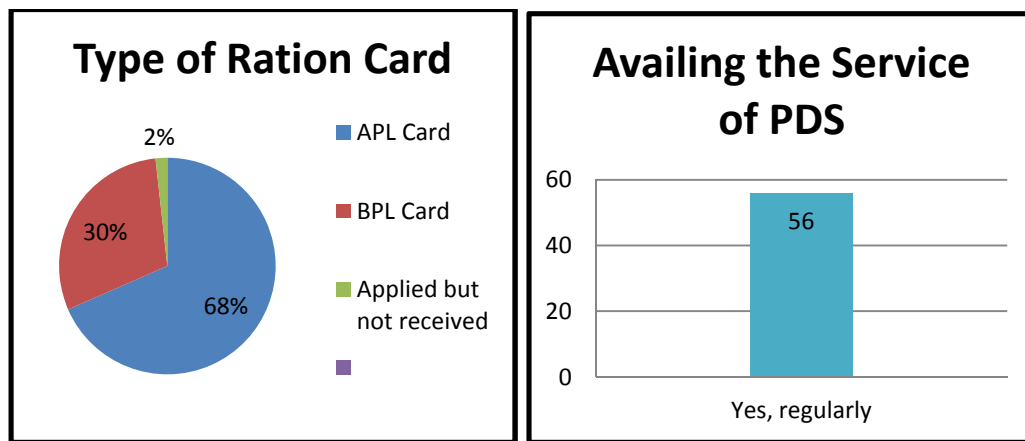 Type of Ration Card
2%
30%
68%
APL Card
BPL Card
Applied but
not received
Availing the Service
of PDS
60
40
20
0
56
Yes, regularly